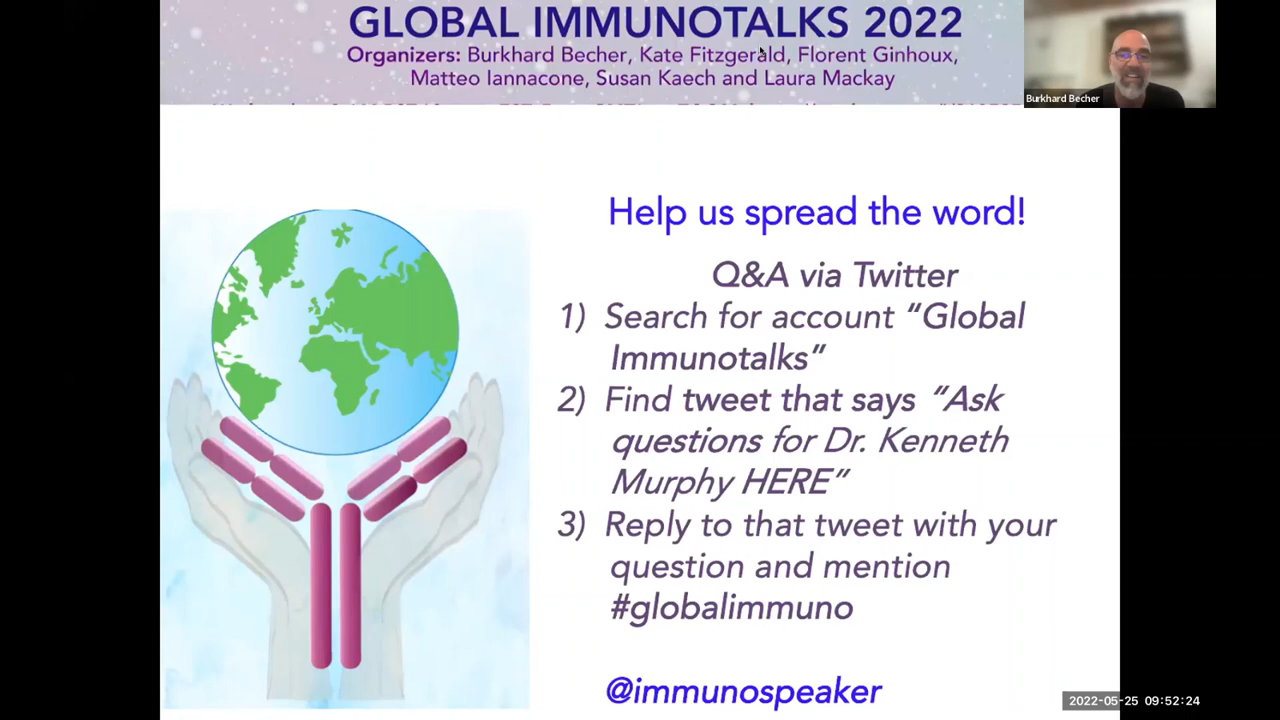 GLOBAL IMMUNOTALKS 2022
Organizers: Burkhard Becher, Kate Fitzgerald, Florent Ginhoux,
Matteo Iannacone, Susan Kaech and Laura Mackay
Burkhard Becher
Help us spread the word!
Q&A via Twitter
1) Search for account “Global
Immunotalks”
2) Find tweet that says “Ask
questions for Dr. Kenneth
Murphy HERE”
3) Reply to that tweet with your
question and mention
#globalimmuno
@immunospeaker
2022-05-25 09:52:24